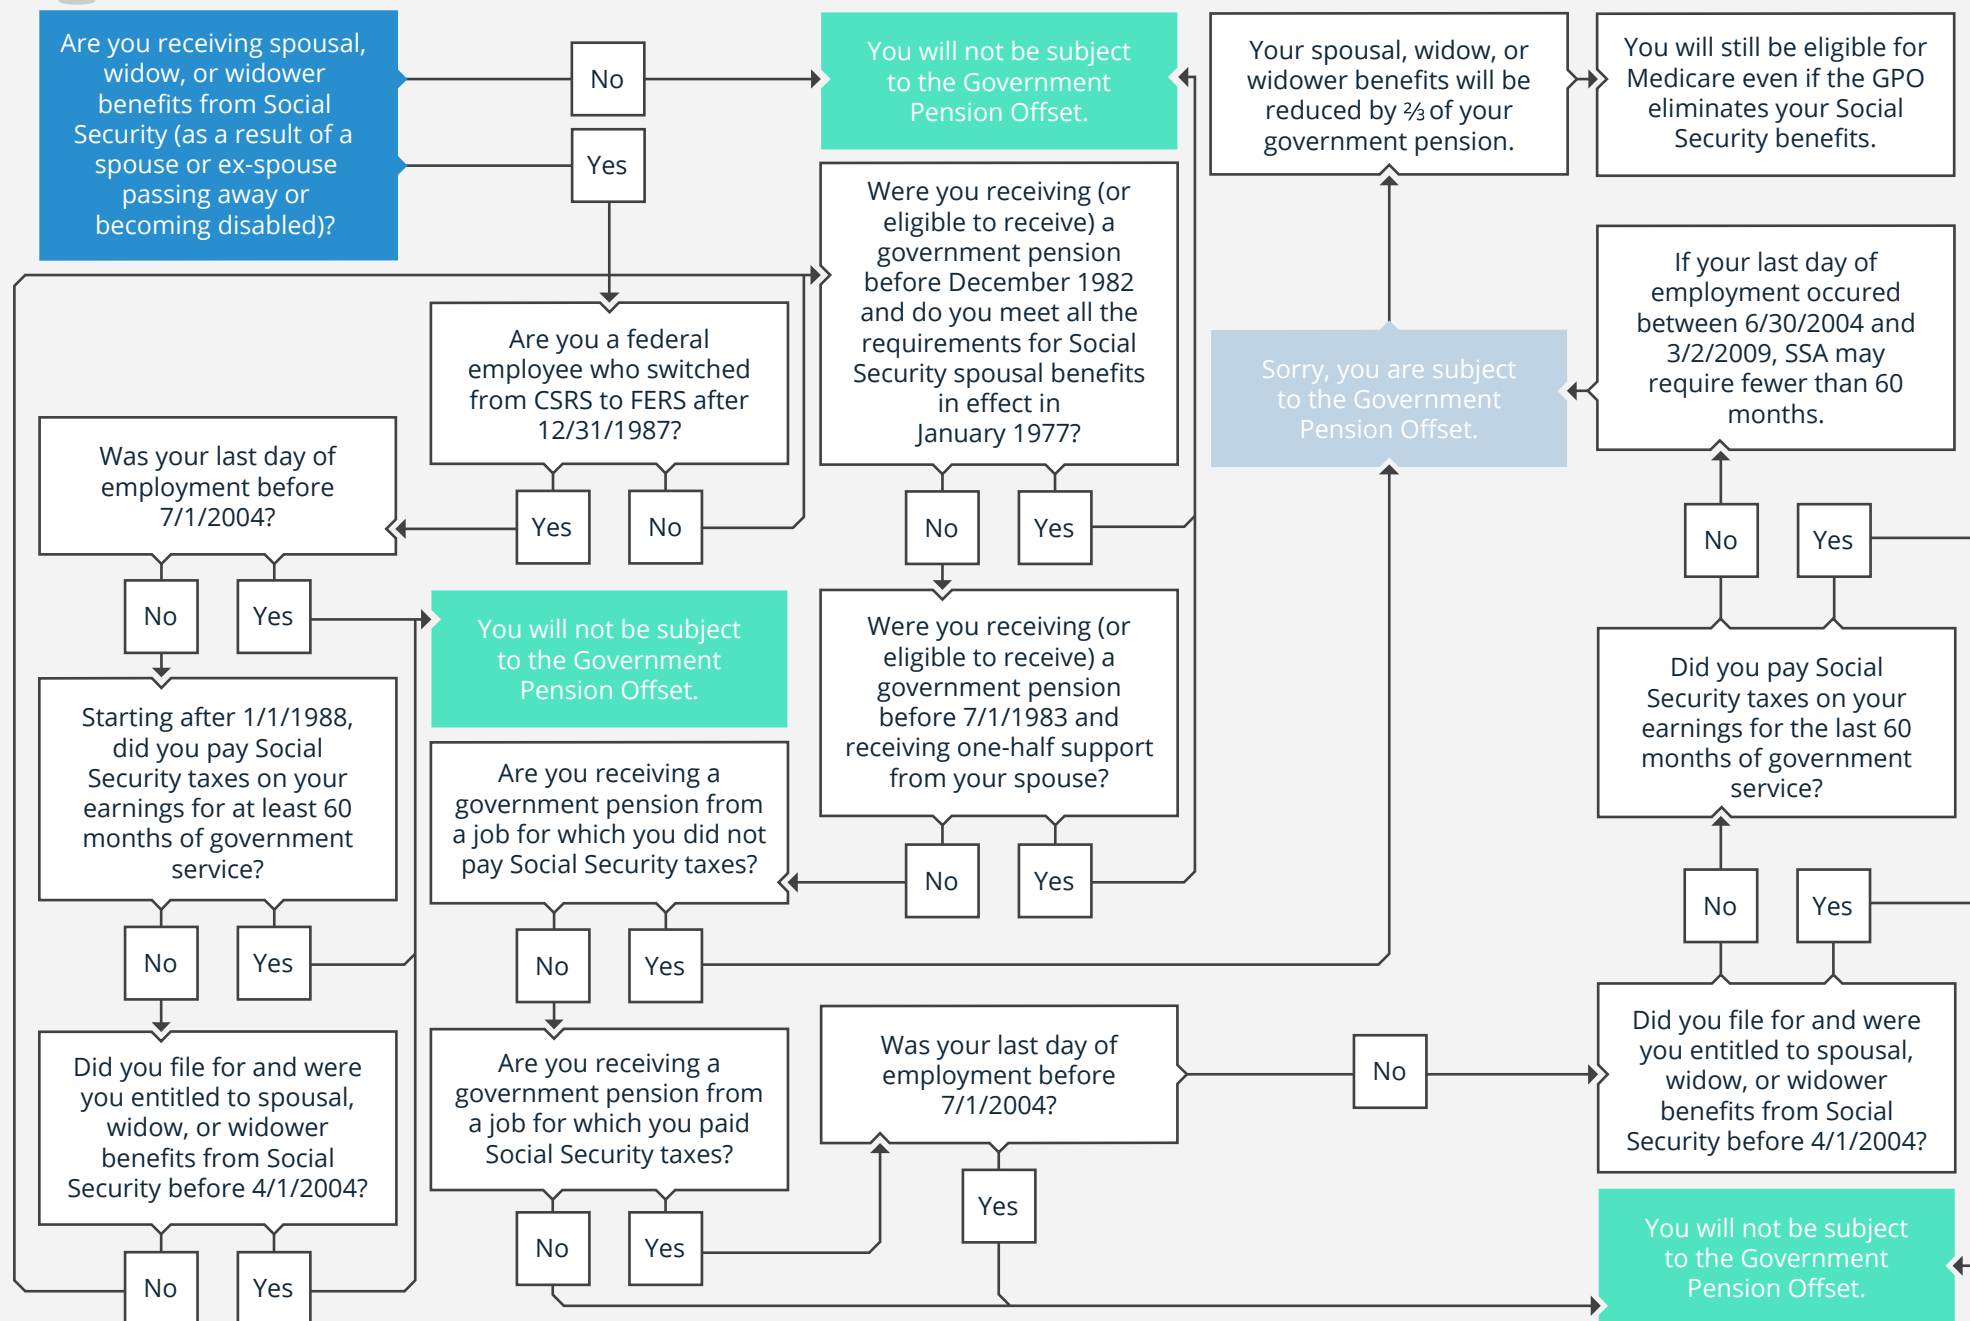 Are you receiving spousal,
widow, or widower
benefits from Social
Security (as a result of a
spouse or ex-spouse
passing away or
becoming disabled)?
No
Yes
You will not be subject
to the Government
Pension Offset.
Your spousal, widow, or
widower benefits will be
reduced by ⅔ of your
government pension.
You will still be eligible for
Medicare even if the GPO
eliminates your Social
Security benefits.
Were you receiving (or
eligible to receive) a
government pension
before December 1982
and do you meet all the
requirements for Social
Security spousal benefits
in effect in
January 1977?
No
Yes
Are you a federal
employee who switched
from CSRS to FERS after
12/31/1987?
Yes
No
Sorry, you are subject
to the Government
Pension Offset.
If your last day of
employment occured
between 6/30/2004 and
3/2/2009, SSA may
require fewer than 60
months.
No
Yes
Was your last day of
employment before
7/1/2004?
No
Yes
You will not be subject
to the Government
Pension Offset.
Were you receiving (or
eligible to receive) a
government pension
before 7/1/1983 and
receiving one-half support
from your spouse?
No
Yes
Did you pay Social
Security taxes on your
earnings for the last 60
months of government
service?
No
Yes
Starting after 1/1/1988,
did you pay Social
Security taxes on your
earnings for at least 60
months of government
service?
No
Yes
Are you receiving a
government pension from
a job for which you did not
pay Social Security taxes?
No
Yes
Did you file for and were
you entitled to spousal,
widow, or widower
benefits from Social
Security before 4/1/2004?
No
Yes
Are you receiving a
government pension from
a job for which you paid
Social Security taxes?
No
Yes
Was your last day of
employment before
7/1/2004?
Yes
No
Did you file for and were
you entitled to spousal,
widow, or widower
benefits from Social
Security before 4/1/2004?
You will not be subject
to the Government
Pension Offset.